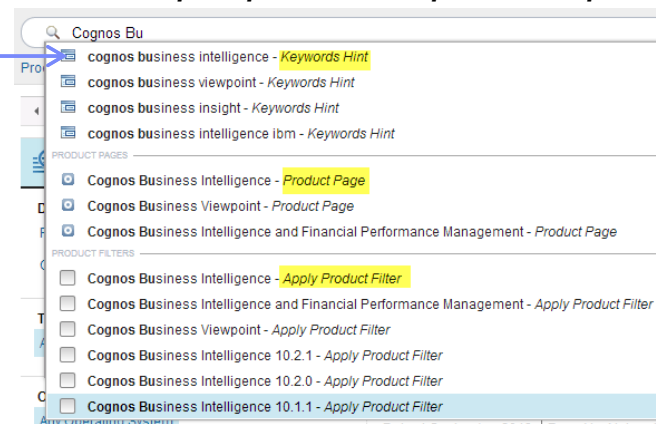 Cognos Bu
cognos business intelligence - Keywords Hint
cognos business viewpoint - Keywords Hint
cognos business insight - Keywords Hint
cognos business intelligence ibm - Keywords Hint
PRODUCT PAGES
Cognos Business Intelligence - Product Page
Cognos Business Viewpoint - Product Page
Cognos Business Intelligence and Financial Performance Management - Product Page
PRODUCT FILTERS
Cognos Business Intelligence - Apply Product Filter
Cognos Business Intelligence and Financial Performance Management - Apply Product Filter
Cognos Business Viewpoint - Apply Product Filter
Cognos Business Intelligence 10.2.1 - Apply Product Filter
Cognos Business Intelligence 10.2.0 - Apply Product Filter
Cognos Business Intelligence 10.1.1 - Apply Product Filter
Any Operating System